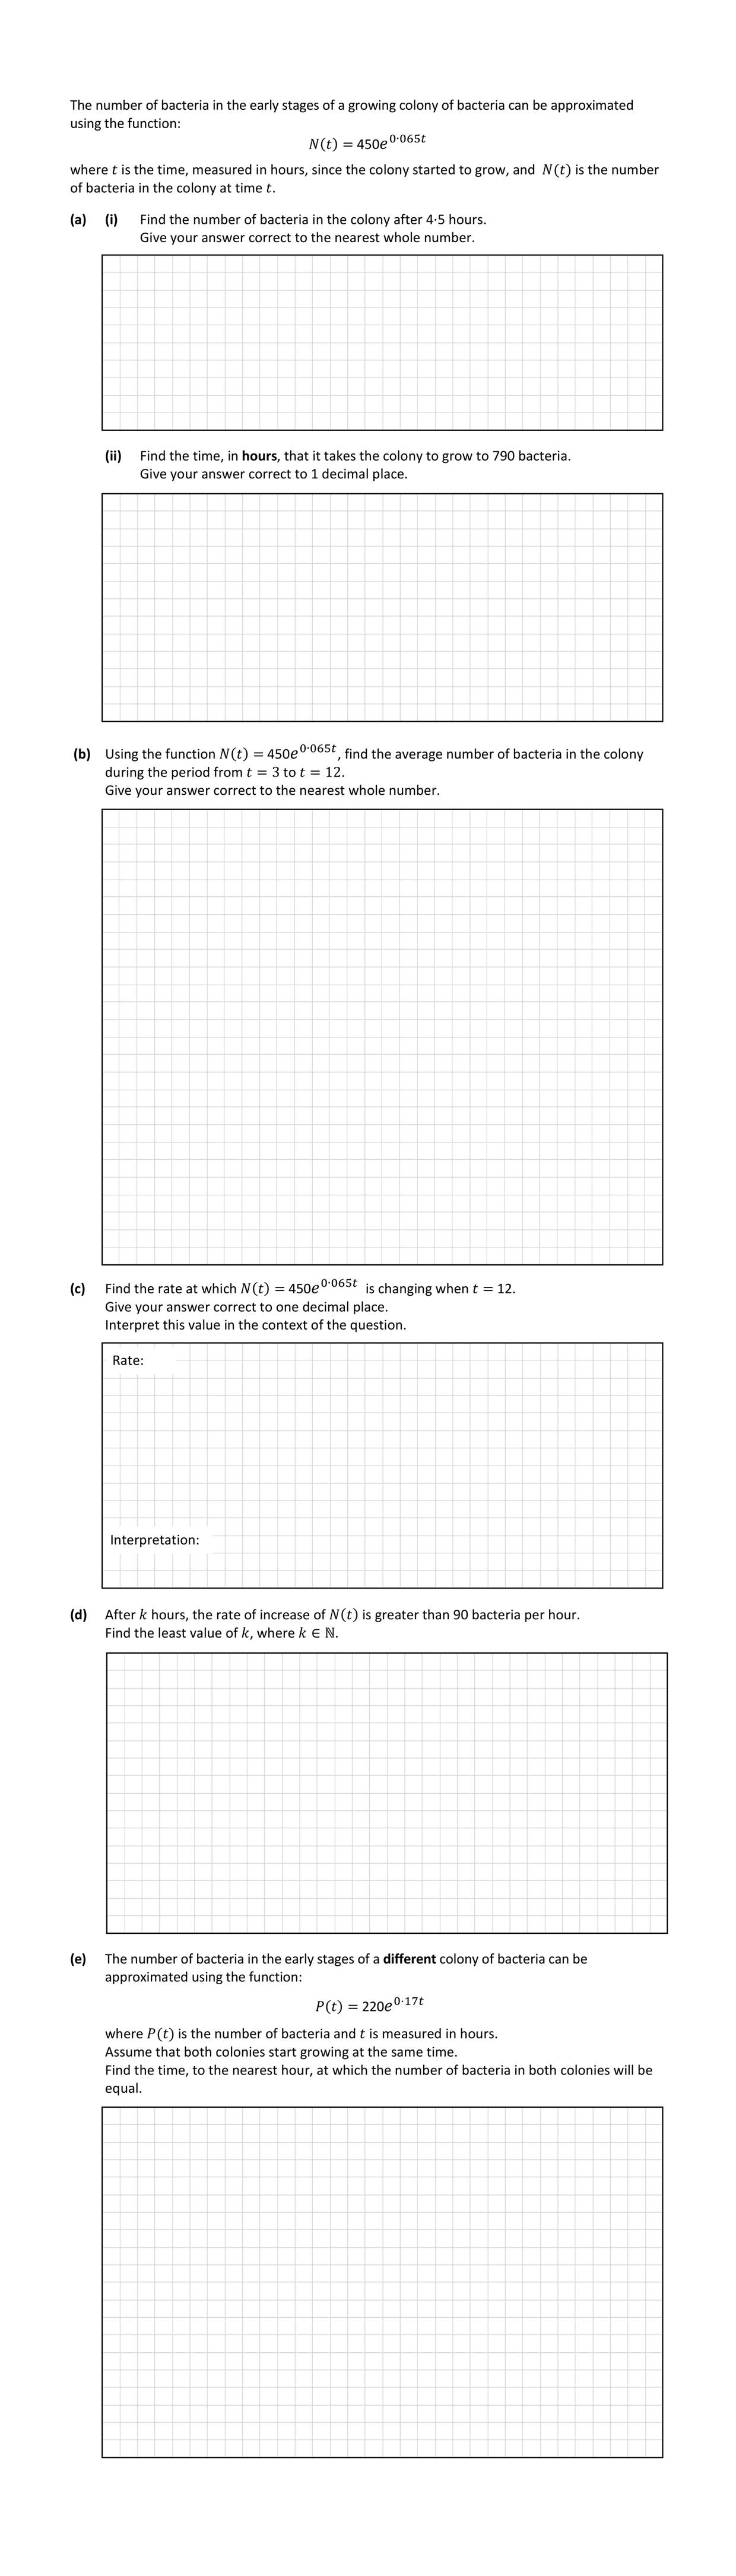 The number of bacteria in the early stages of a growing colony of bacteria can be approximated
using the function:
N(t) = 450e^{0·065t}
where t is the time, measured in hours, since the colony started to grow, and N(t) is the number
of bacteria in the colony at time t.
(a) (i) Find the number of bacteria in the colony after 4·5 hours.
Give your answer correct to the nearest whole number.
(ii) Find the time, in hours, that it takes the colony to grow to 790 bacteria.
Give your answer correct to 1 decimal place.
(b) Using the function N(t) = 450e^{0·065t}, find the average number of bacteria in the colony
during the period from t = 3 to t = 12.
Give your answer correct to the nearest whole number.
(c) Find the rate at which N(t) = 450e^{0·065t} is changing when t = 12.
Give your answer correct to one decimal place.
Interpret this value in the context of the question.
Rate:
Interpretation:
(d) After k hours, the rate of increase of N(t) is greater than 90 bacteria per hour.
Find the least value of k, where k ∈ ℕ.
(e) The number of bacteria in the early stages of a different colony of bacteria can be
approximated using the function:
P(t) = 220e^{0·17t}
where P(t) is the number of bacteria and t is measured in hours.
Assume that both colonies start growing at the same time.
Find the time, to the nearest hour, at which the number of bacteria in both colonies will be
equal.